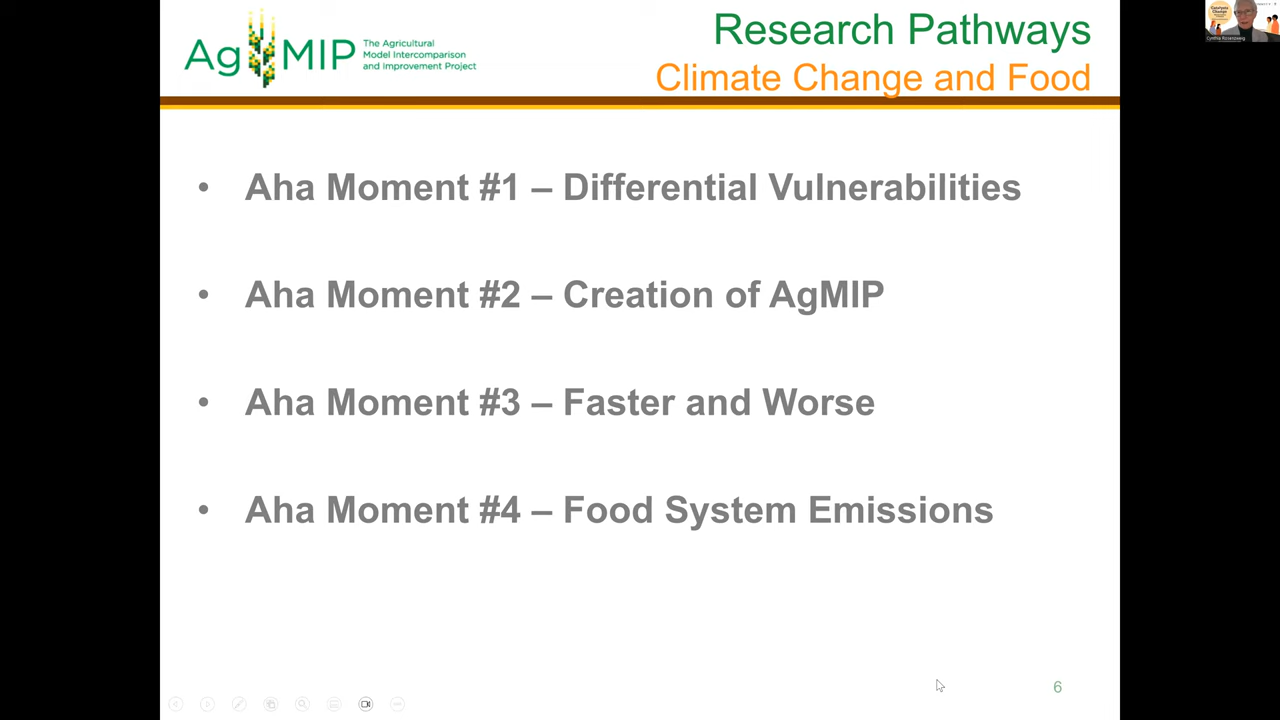 AgMIP
The Agricultural
Model Intercomparison
and Improvement Project
Research Pathways
Climate Change and Food
• Aha Moment #1 – Differential Vulnerabilities
• Aha Moment #2 – Creation of AgMIP
• Aha Moment #3 – Faster and Worse
• Aha Moment #4 – Food System Emissions
6
Cynthia Rosenzweig